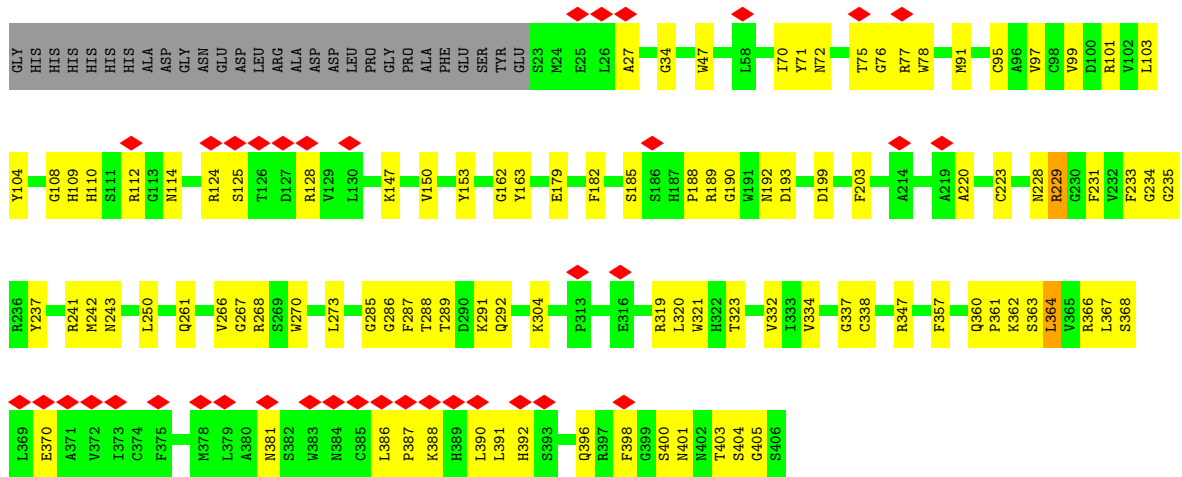 GLY HIS HIS HIS HIS HIS HIS ALA ASP GLY ASN GLU ASP LEU ARG ALA ASP ASP LEU PRO GLY PRO ALA PHE GLU SER TYR GLU S23 M24 E25 L26 A27 G34 W47 L58 I70 Y71 N72 T75 G76 R77 W78 M91 C95 A96 V97 C98 V99 D100 R101 V102 L103
Y104 G108 H109 H110 S111 R112 G113 N114 R124 S125 T126 D127 R128 V129 L130 K147 V150 Y153 G162 Y163 E179 F182 S185 S186 H187 P188 R189 G190 W191 N192 D193 D199 F203 A214 A219 A220 C223 N228 R229 G230 F231 V232 F233 G234 G235
R236 Y237 R241 M242 N243 L250 Q261 V266 G267 R268 S269 W270 L273 G285 G286 F287 T288 T289 D290 K291 Q292 K304 P313 E316 R319 L320 W321 H322 T323 V332 I333 V334 G337 C338 R347 F357 Q360 P361 K362 S363 L364 V365 R366 L367 S368
L369 E370 A371 V372 I373 C374 F375 M378 L379 A380 N381 S382 W383 N384 C385 L386 P387 K388 H389 L390 L391 H392 S393 Q396 R397 F398 G399 S400 N401 N402 T403 S404 G405 S406